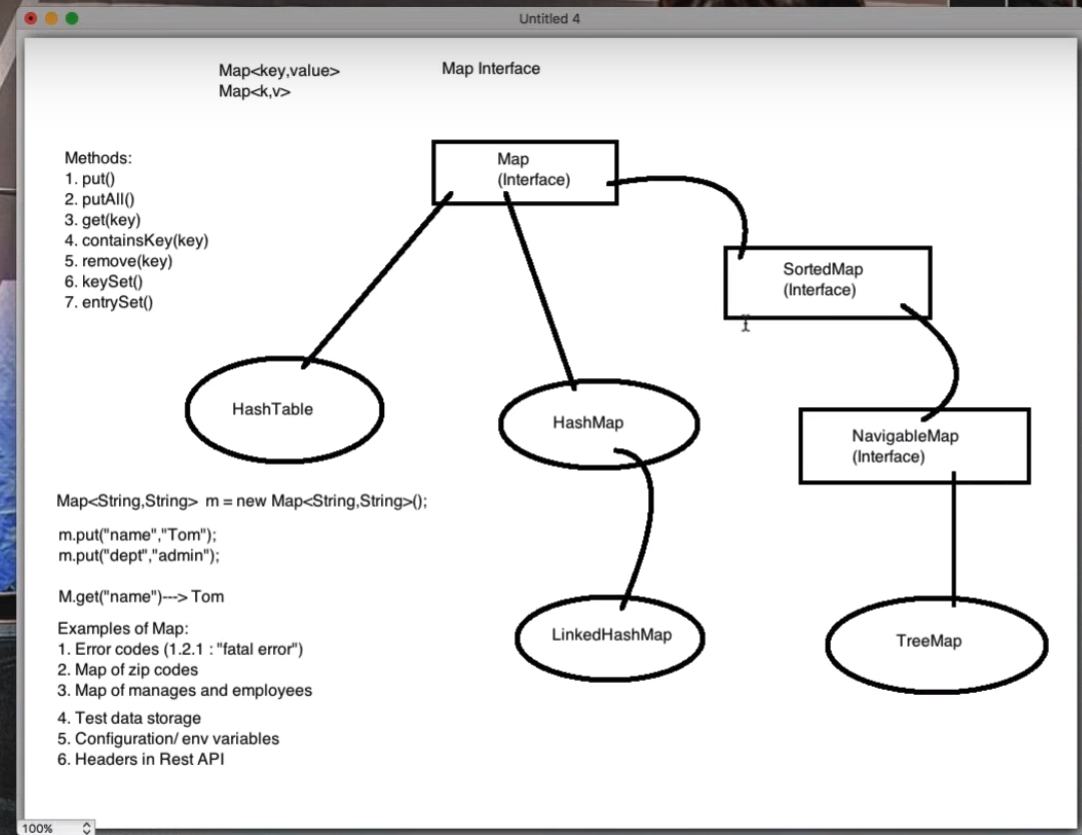 Untitled 4
Map<key,value>
Map<k,v>
Map Interface
Methods:
1. put()
2. putAll()
3. get(key)
4. containsKey(key)
5. remove(key)
6. keySet()
7. entrySet()
Map
(Interface)
SortedMap
(Interface)
HashTable
HashMap
NavigableMap
(Interface)
Map<String,String> m = new Map<String,String>();
m.put("name","Tom");
m.put("dept","admin");
M.get("name")---> Tom
LinkedHashMap
TreeMap
Examples of Map:
1. Error codes (1.2.1 : "fatal error")
2. Map of zip codes
3. Map of manages and employees
4. Test data storage
5. Configuration/ env variables
6. Headers in Rest API
100%